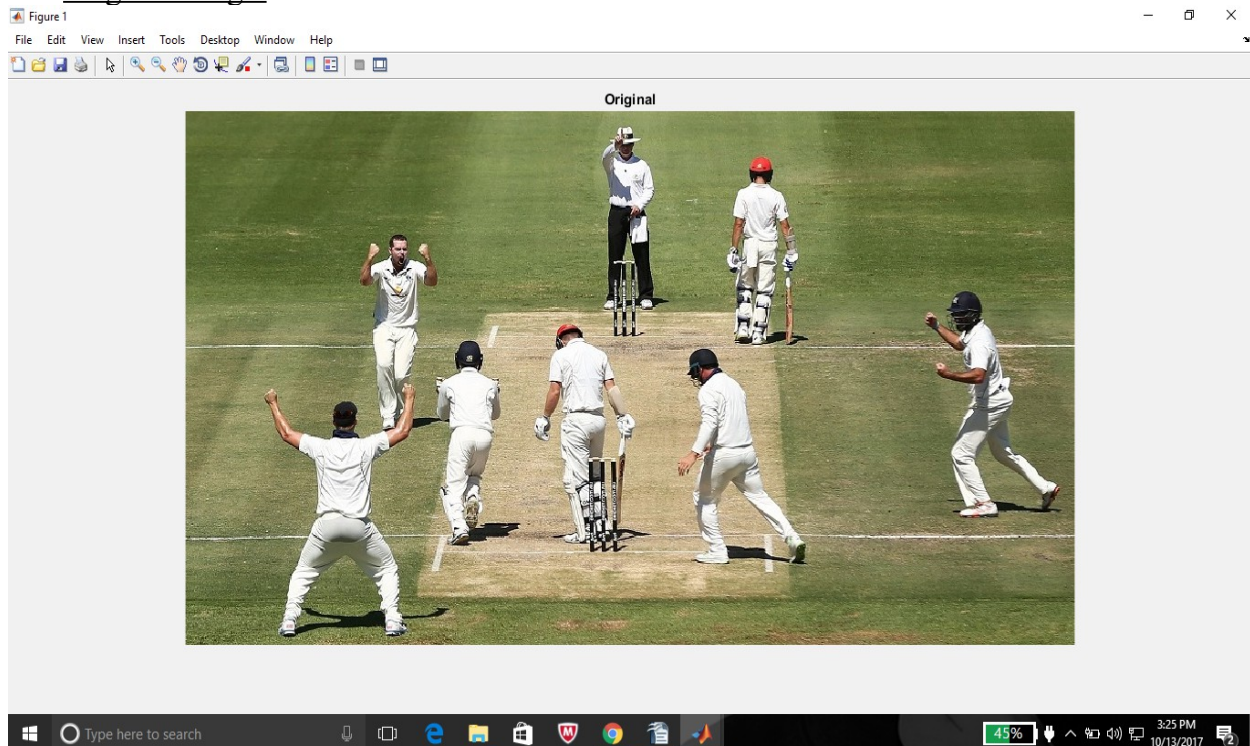 Figure 1
File Edit View Insert Tools Desktop Window Help
Original
Type here to search
45%
3:25 PM
10/13/2017
2